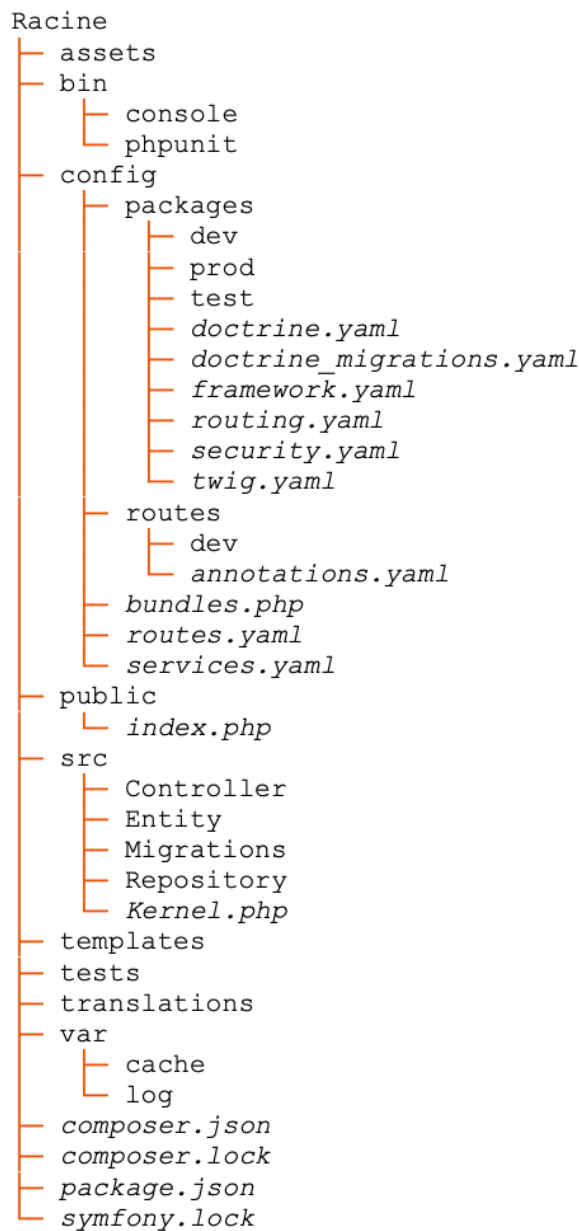 Racine
assets
bin
console
phpunit
config
packages
dev
prod
test
doctrine.yaml
doctrine_migrations.yaml
framework.yaml
routing.yaml
security.yaml
twig.yaml
routes
dev
annotations.yaml
bundles.php
routes.yaml
services.yaml
public
index.php
src
Controller
Entity
Migrations
Repository
Kernel.php
templates
tests
translations
var
cache
log
composer.json
composer.lock
package.json
symfony.lock